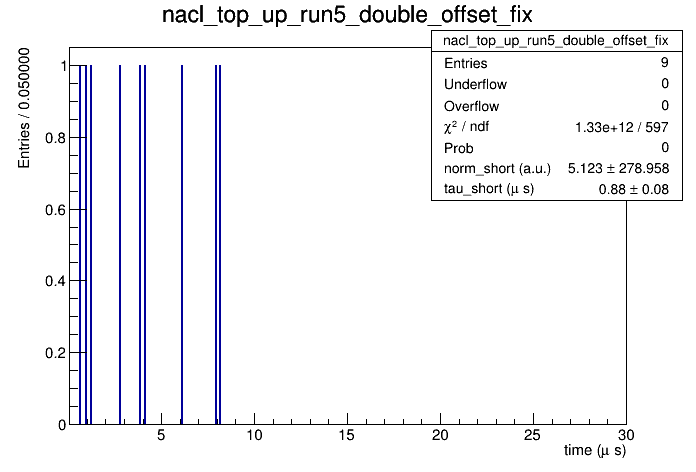 nacl_top_up_run5_double_offset_fix
nacl_top_up_run5_double_offset_fix
Entries 9
Underflow 0
Overflow 0
χ² / ndf 1.33e+12 / 597
Prob 0
norm_short (a.u.) 5.123 ± 278.958
tau_short (μ s) 0.88 ± 0.08
Entries / 0.050000
1
0.8
0.6
0.4
0.2
0
5 10 15 20 25 30
time (μ s)